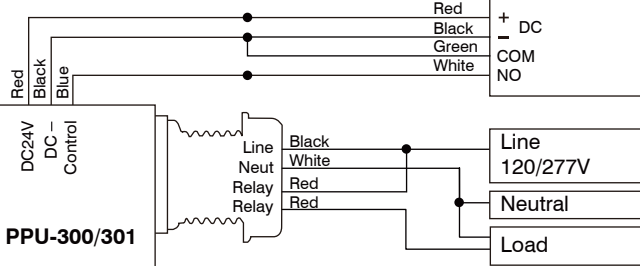 Red
Black
Green
White
+
−
DC
COM
NO
Red
Black
Blue
DC24V
DC −
Control
PPU-300/301
Line
Neut
Relay
Relay
Black
White
Red
Red
Line
120/277V
Neutral
Load